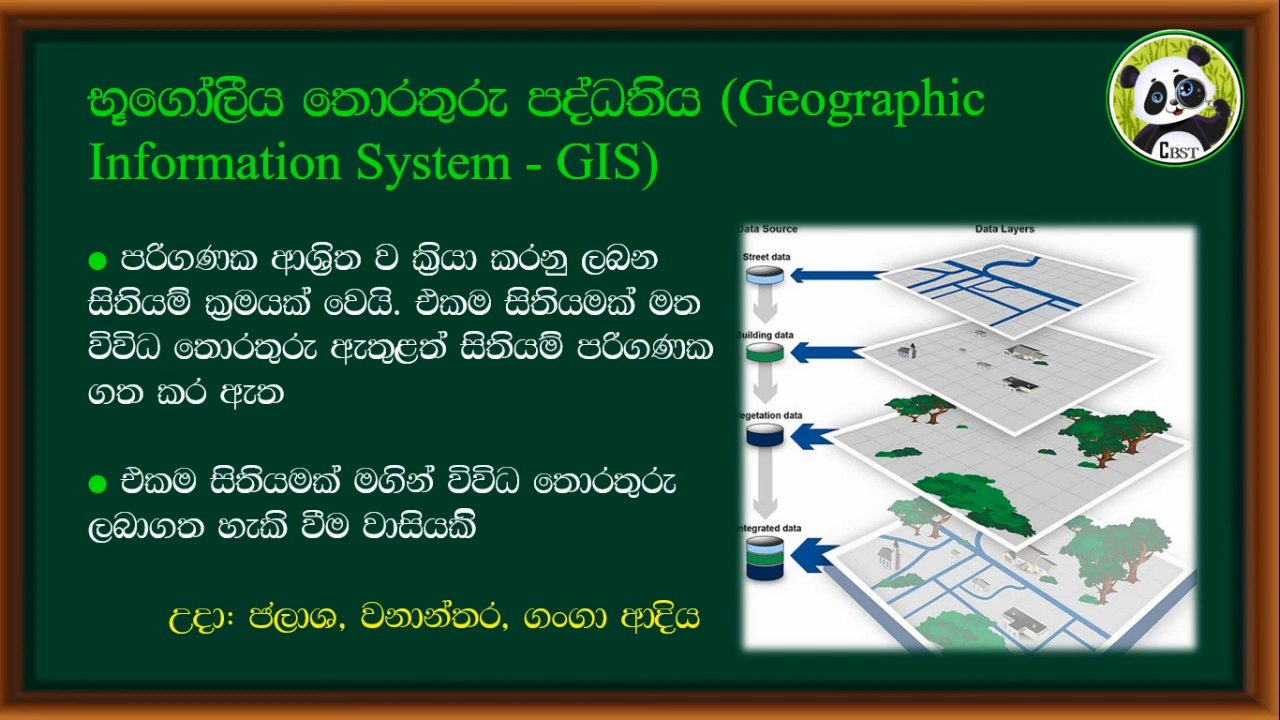 භූගෝලීය තොරතුරු පද්ධතිය (Geographic
Information System - GIS)
CBST
● පරිගණක ආශ්‍රිත ව ක්‍රියා කරනු ලබන
සිතියම් ක්‍රමයක් වෙයි. එකම සිතියමක් මත
විවිධ තොරතුරු ඇතුළත් සිතියම් පරිගණක
ගත කර ඇත
● එකම සිතියමක් මගින් විවිධ තොරතුරු
ලබාගත හැකි වීම වාසියකි
උදා: ජලාශ, වනාන්තර, ගංගා ආදිය
Data Source
Data Layers
Street data
Building data
Vegetation data
Integrated data